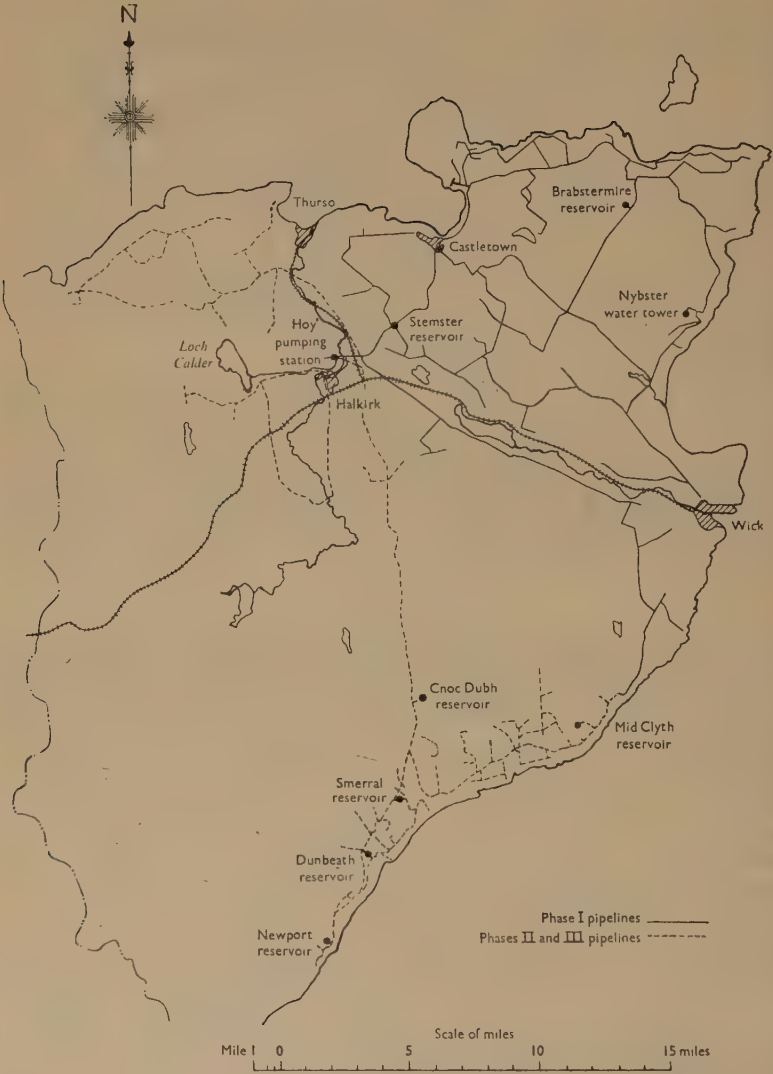 N
Thurso
Brabstermire
reservoir
Castletown
Nybster
water tower
Hoy
pumping
station
Stemster
reservoir
Loch
Calder
Halkirk
Wick
Cnoc Dubh
reservoir
Mid Clyth
reservoir
Smerral
reservoir
Dunbeath
reservoir
Newport
reservoir
Phase I pipelines
Phases II and III pipelines
Scale of miles
Mile 1 0 5 10 15 miles